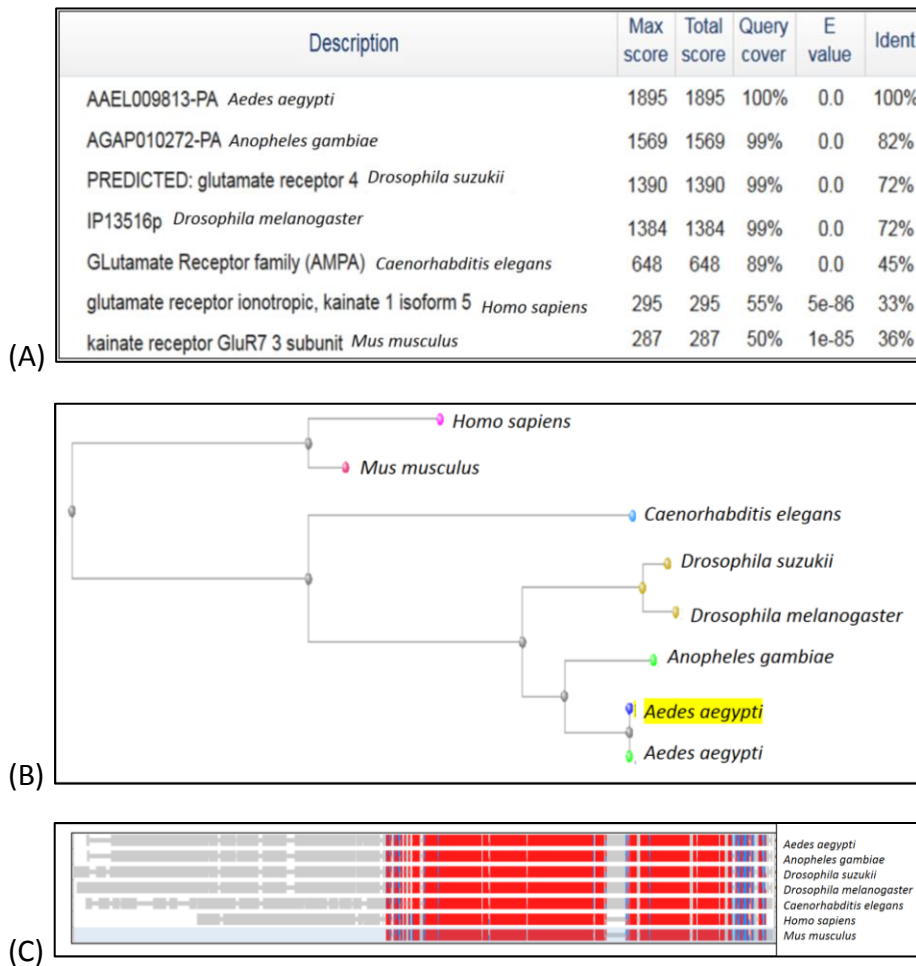 Description Max score Total score Query cover E value Ident
AAEL009813-PA Aedes aegypti 1895 1895 100% 0.0 100%
AGAP010272-PA Anopheles gambiae 1569 1569 99% 0.0 82%
PREDICTED: glutamate receptor 4 Drosophila suzukii 1390 1390 99% 0.0 72%
IP13516p Drosophila melanogaster 1384 1384 99% 0.0 72%
GLutamate Receptor family (AMPA) Caenorhabditis elegans 648 648 89% 0.0 45%
glutamate receptor ionotropic, kainate 1 isoform 5 Homo sapiens 295 295 55% 5e-86 33%
kainate receptor GluR7 3 subunit Mus musculus 287 287 50% 1e-85 36%
(A)
Homo sapiens
Mus musculus
Caenorhabditis elegans
Drosophila suzukii
Drosophila melanogaster
Anopheles gambiae
Aedes aegypti
Aedes aegypti
(B)
Aedes aegypti
Anopheles gambiae
Drosophila suzukii
Drosophila melanogaster
Caenorhabditis elegans
Homo sapiens
Mus musculus
(C)